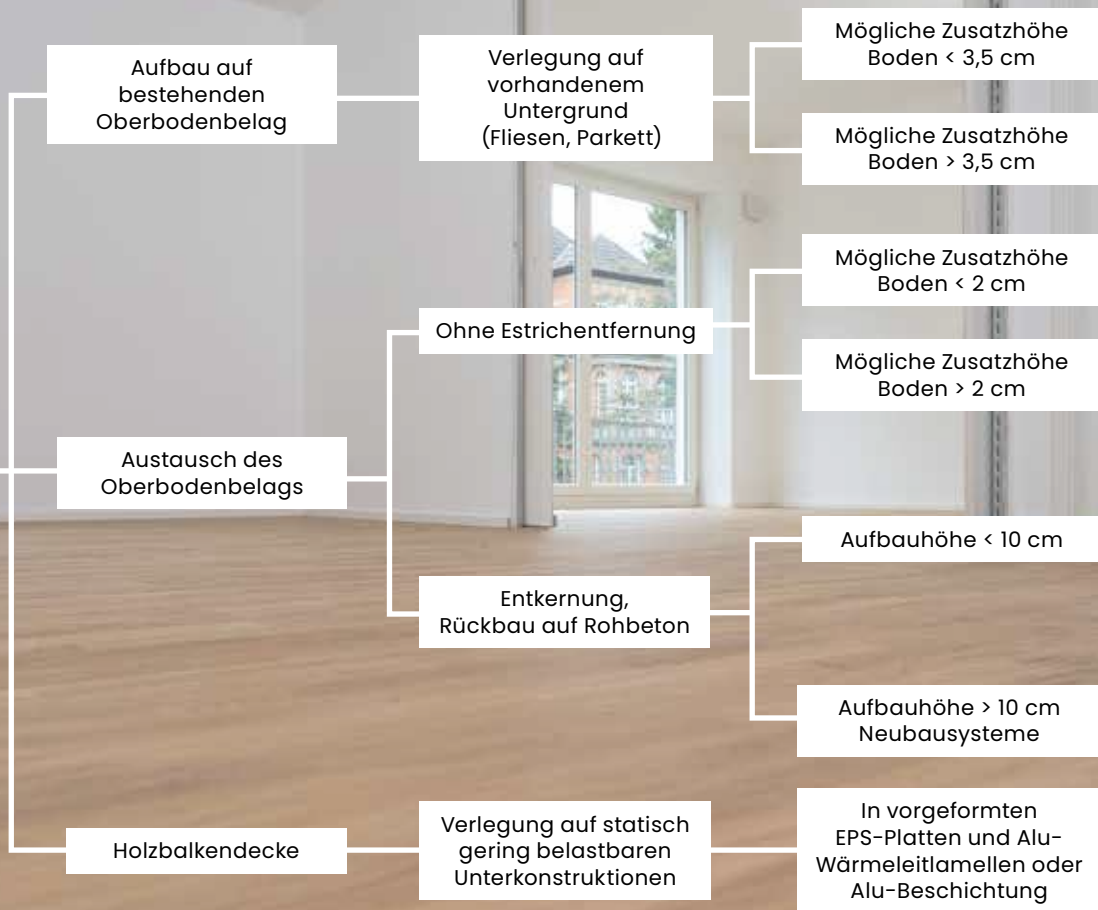 Aufbau auf
bestehenden
Oberbodenbelag
Verlegung auf
vorhandenem
Untergrund
(Fliesen, Parkett)
Mögliche Zusatzhöhe
Boden < 3,5 cm
Mögliche Zusatzhöhe
Boden > 3,5 cm
Austausch des
Oberbodenbelags
Ohne Estrichentfernung
Mögliche Zusatzhöhe
Boden < 2 cm
Mögliche Zusatzhöhe
Boden > 2 cm
Entkernung,
Rückbau auf Rohbeton
Aufbauhöhe < 10 cm
Aufbauhöhe > 10 cm
Neubausysteme
Holzbalkendecke
Verlegung auf statisch
gering belastbaren
Unterkonstruktionen
In vorgeformten
EPS-Platten und Alu-
Wärmeleitlamellen oder
Alu-Beschichtung